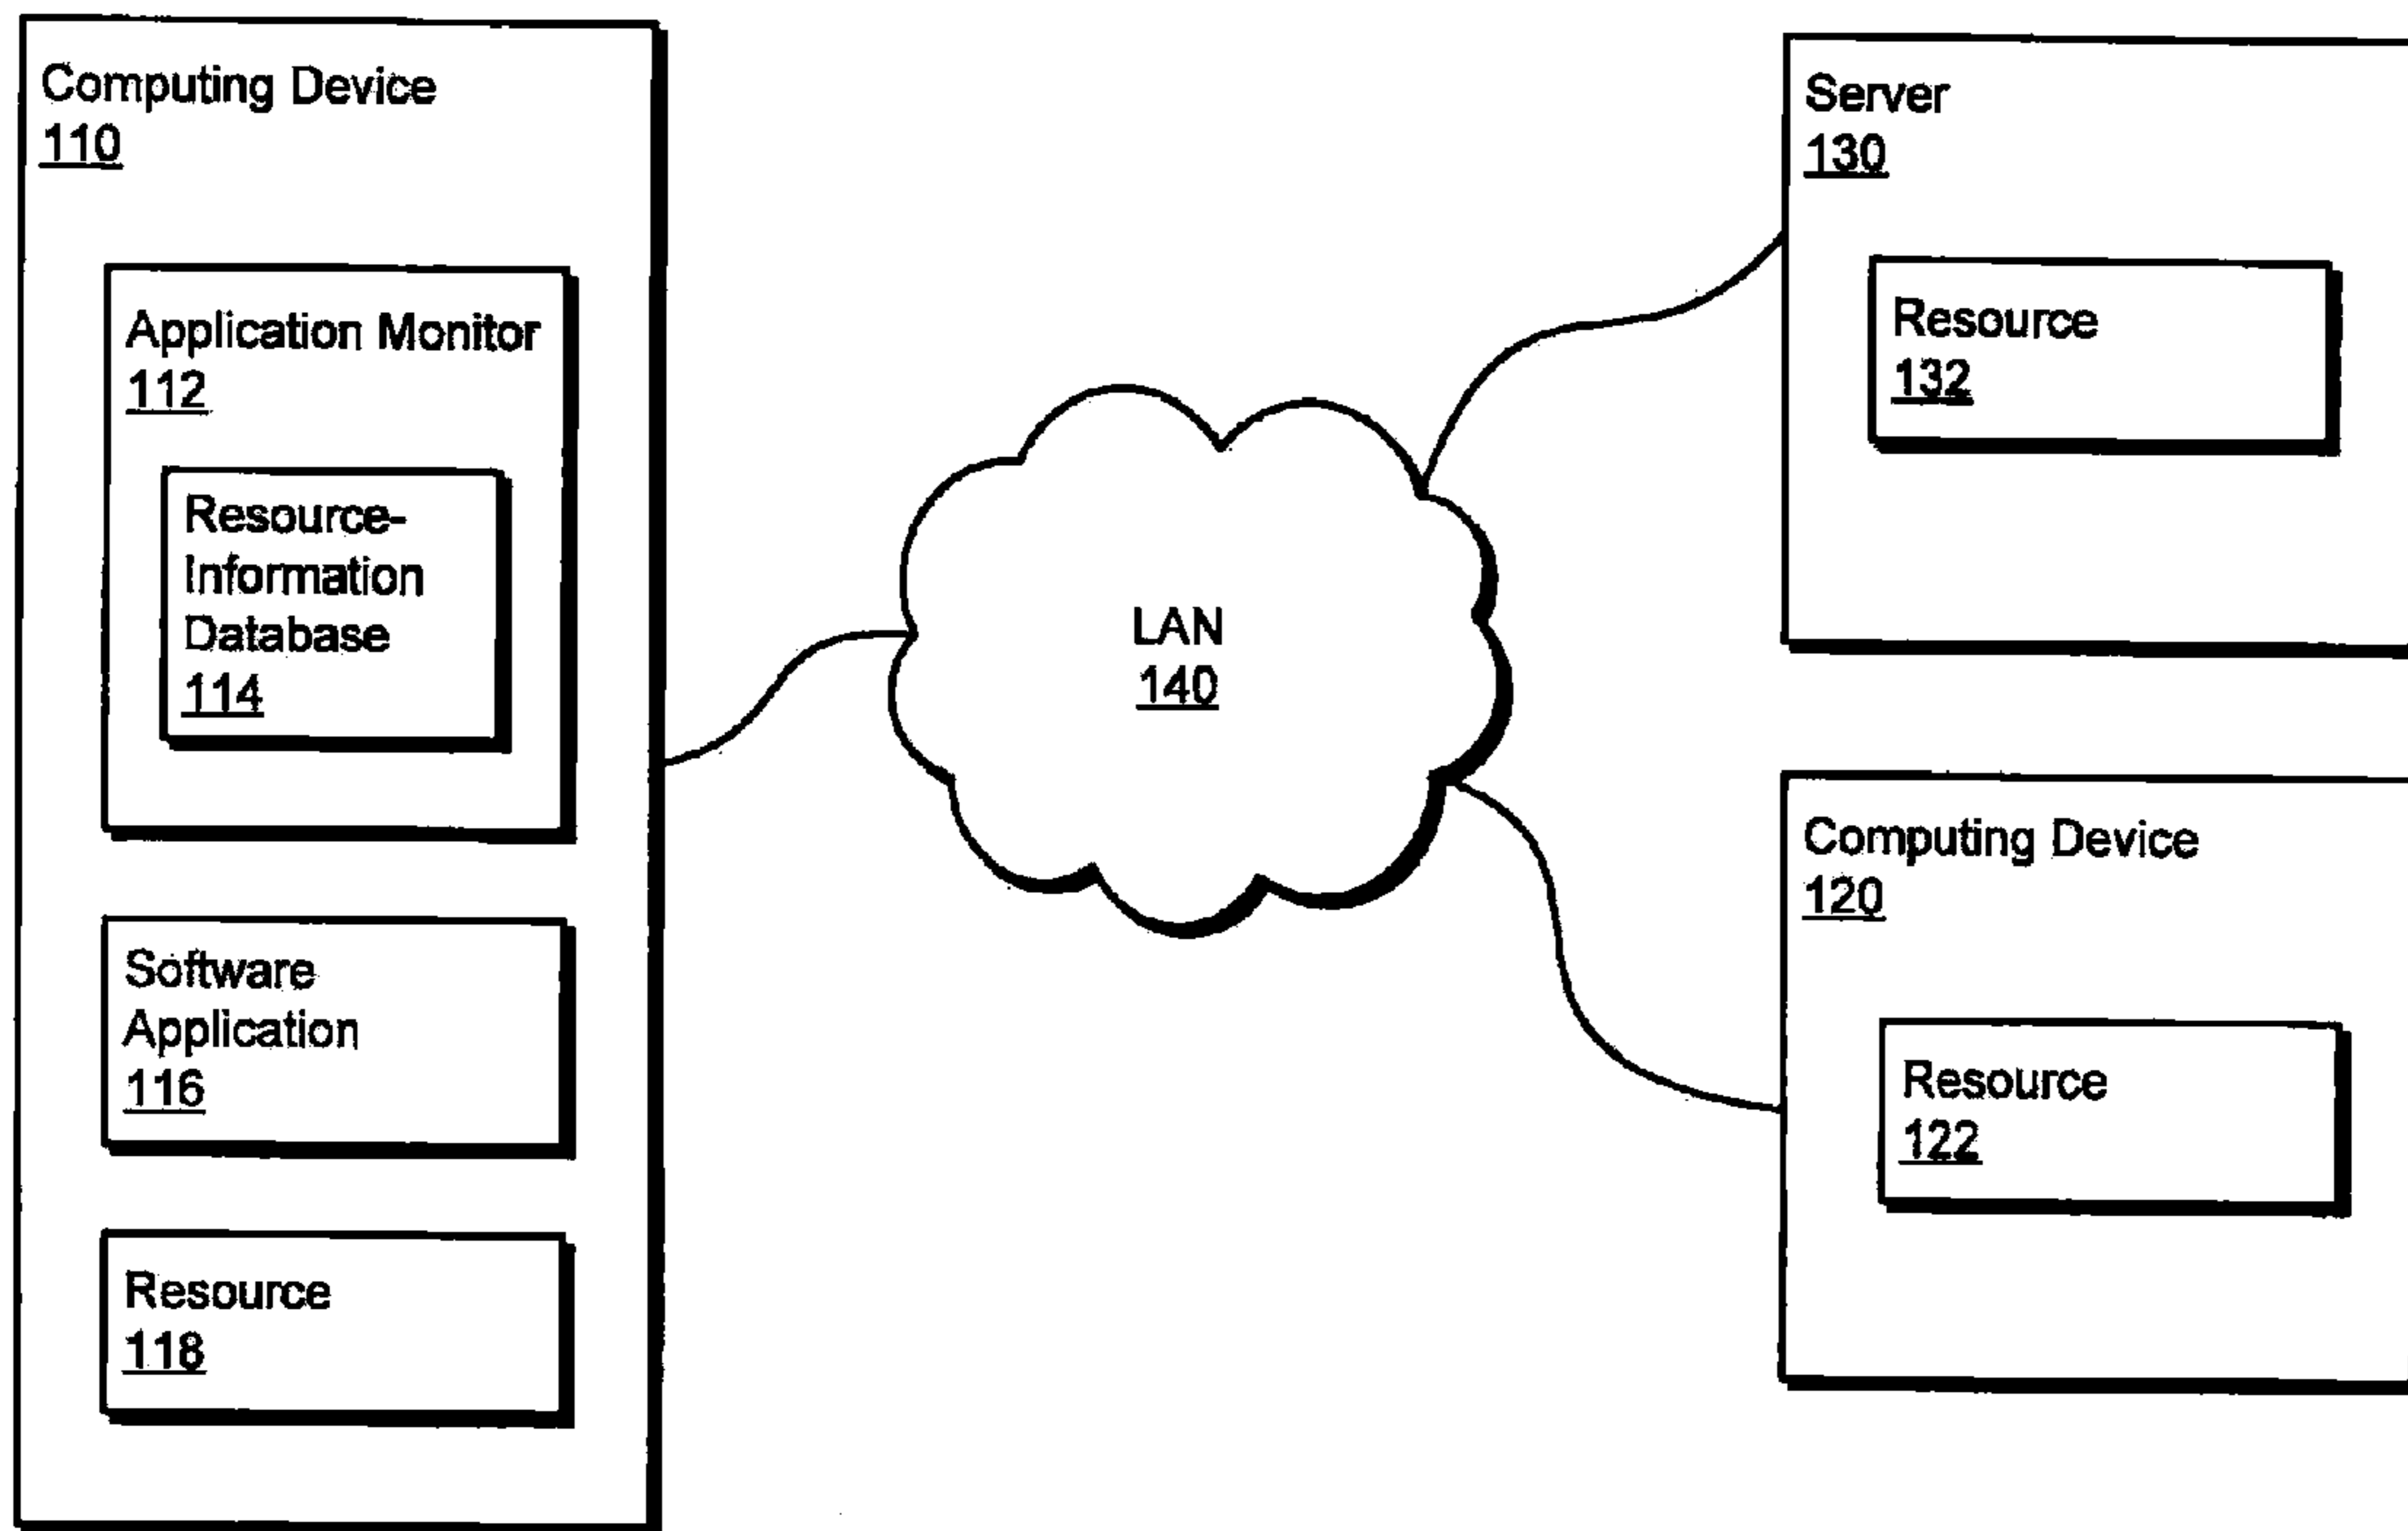 Computing Device
110
Application Monitor
112
Resource-
Information
Database
114
Software
Application
116
Resource
118
LAN
140
Server
130
Resource
132
Computing Device
120
Resource
122